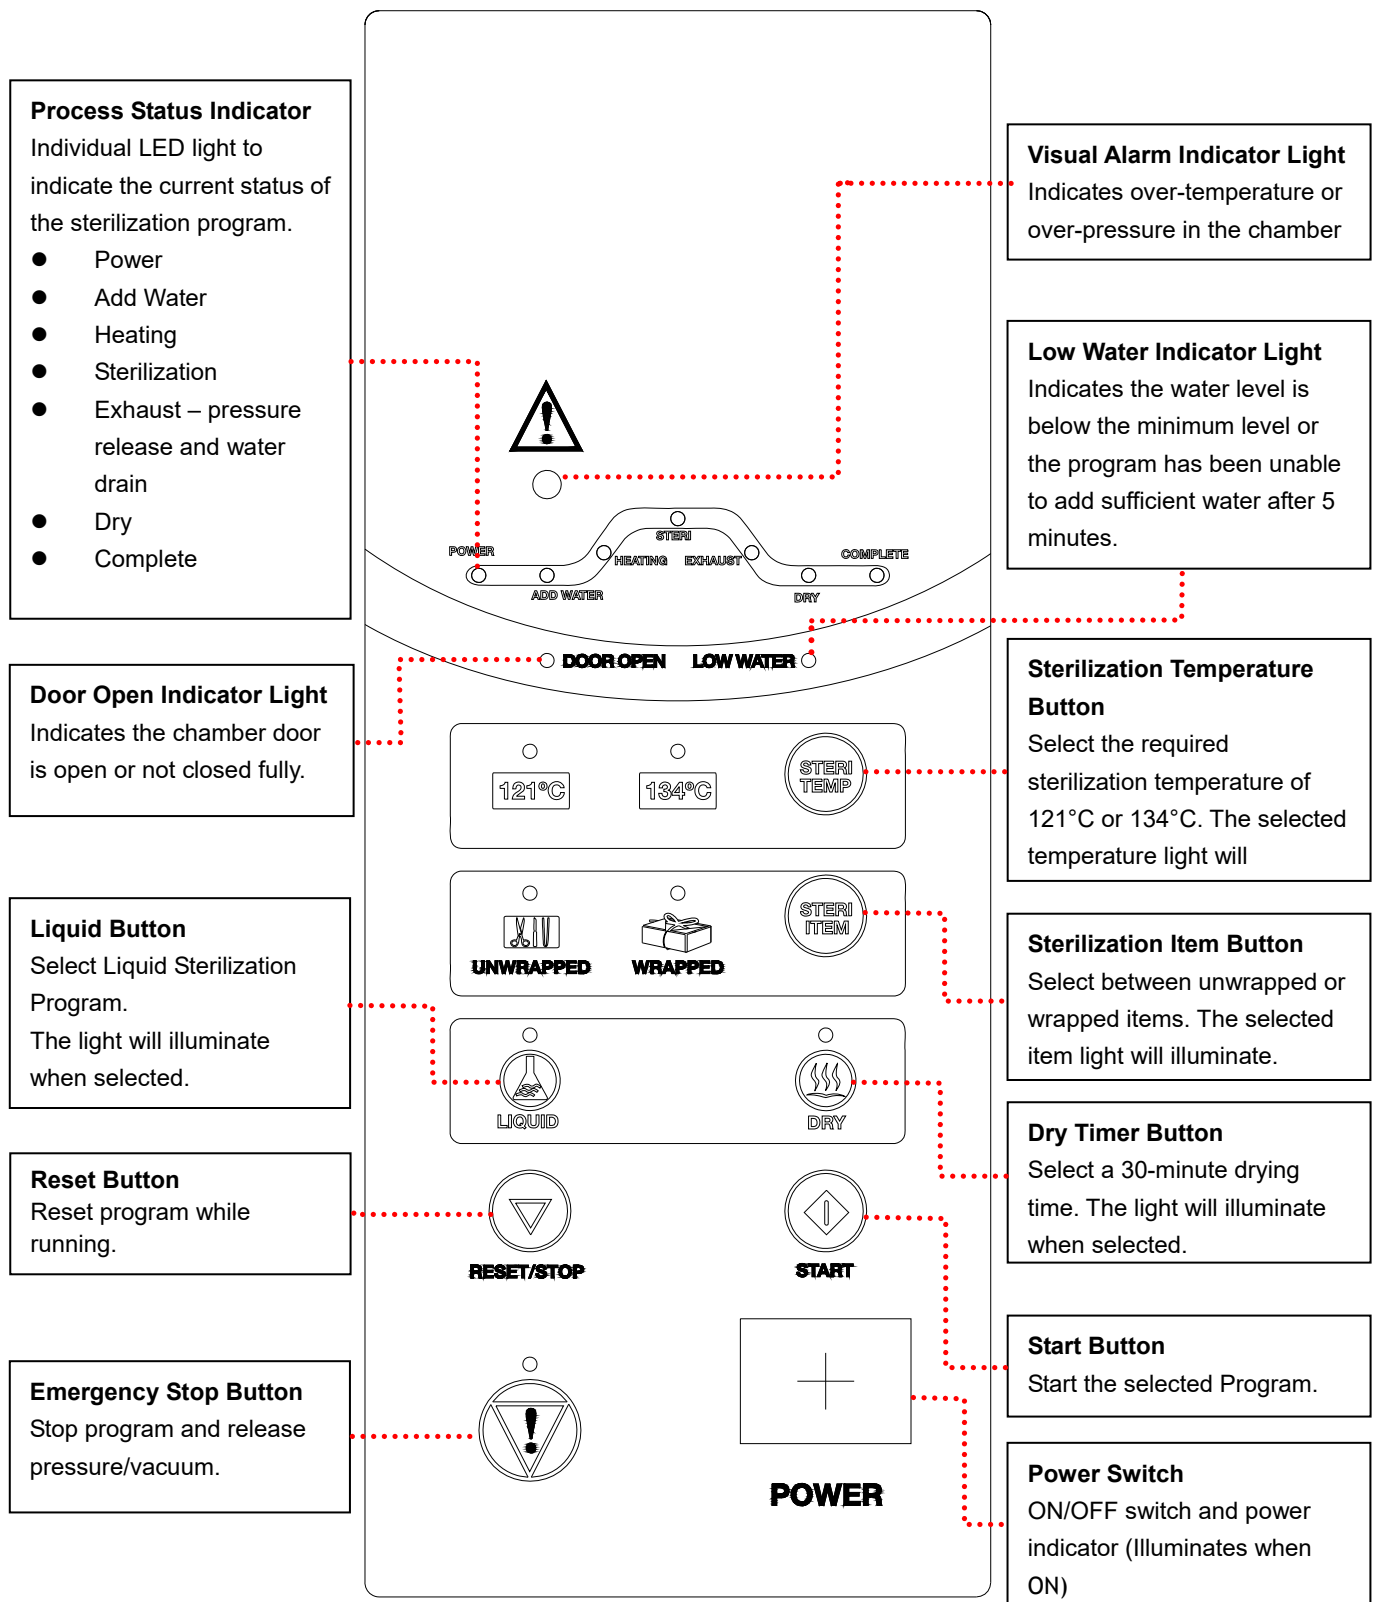 Process Status Indicator
Individual LED light to
indicate the current status of
the sterilization program.
● Power
● Add Water
● Heating
● Sterilization
● Exhaust – pressure
release and water
drain
● Dry
● Complete
Door Open Indicator Light
Indicates the chamber door
is open or not closed fully.
Liquid Button
Select Liquid Sterilization
Program.
The light will illuminate
when selected.
Reset Button
Reset program while
running.
Emergency Stop Button
Stop program and release
pressure/vacuum.
POWER
ADD WATER
HEATING
STERI
EXHAUST
DRY
COMPLETE
DOOR OPEN
LOW WATER
121°C
134°C
STERI
TEMP
UNWRAPPED
WRAPPED
STERI
ITEM
LIQUID
DRY
RESET/STOP
START
POWER
Visual Alarm Indicator Light
Indicates over-temperature or
over-pressure in the chamber
Low Water Indicator Light
Indicates the water level is
below the minimum level or
the program has been unable
to add sufficient water after 5
minutes.
Sterilization Temperature
Button
Select the required
sterilization temperature of
121°C or 134°C. The selected
temperature light will
Sterilization Item Button
Select between unwrapped or
wrapped items. The selected
item light will illuminate.
Dry Timer Button
Select a 30-minute drying
time. The light will illuminate
when selected.
Start Button
Start the selected Program.
Power Switch
ON/OFF switch and power
indicator (Illuminates when
ON)